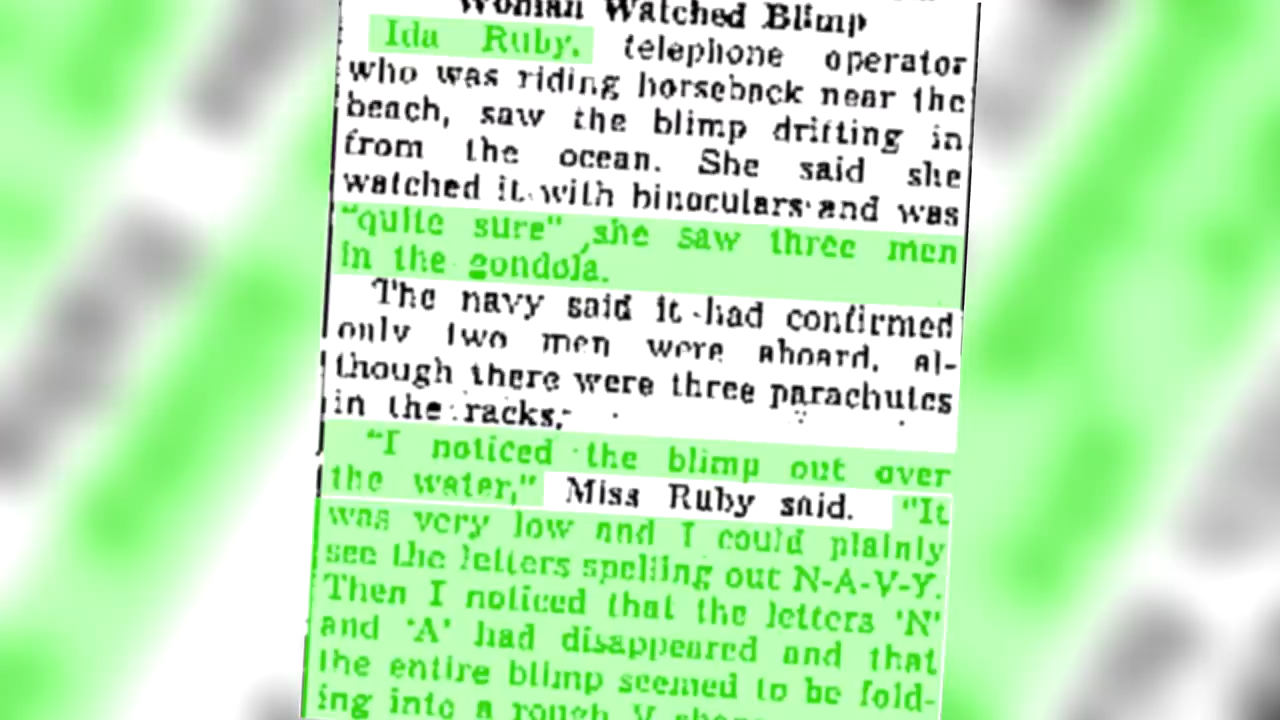 Woman Watched Blimp
Ida Ruby, telephone operator
who was riding horseback near the
beach, saw the blimp drifting in
from the ocean. She said she
watched it with binoculars and was
"quite sure" she saw three men
in the gondola.
The navy said it had confirmed
only two men were aboard, al-
though there were three parachutes
in the racks.
"I noticed the blimp out over
the water," Miss Ruby said. "It
was very low and I could plainly
see the letters spelling out N-A-V-Y.
Then I noticed that the letters 'N'
and 'A' had disappeared and that
the entire blimp seemed to be fold-
ing into a rough V